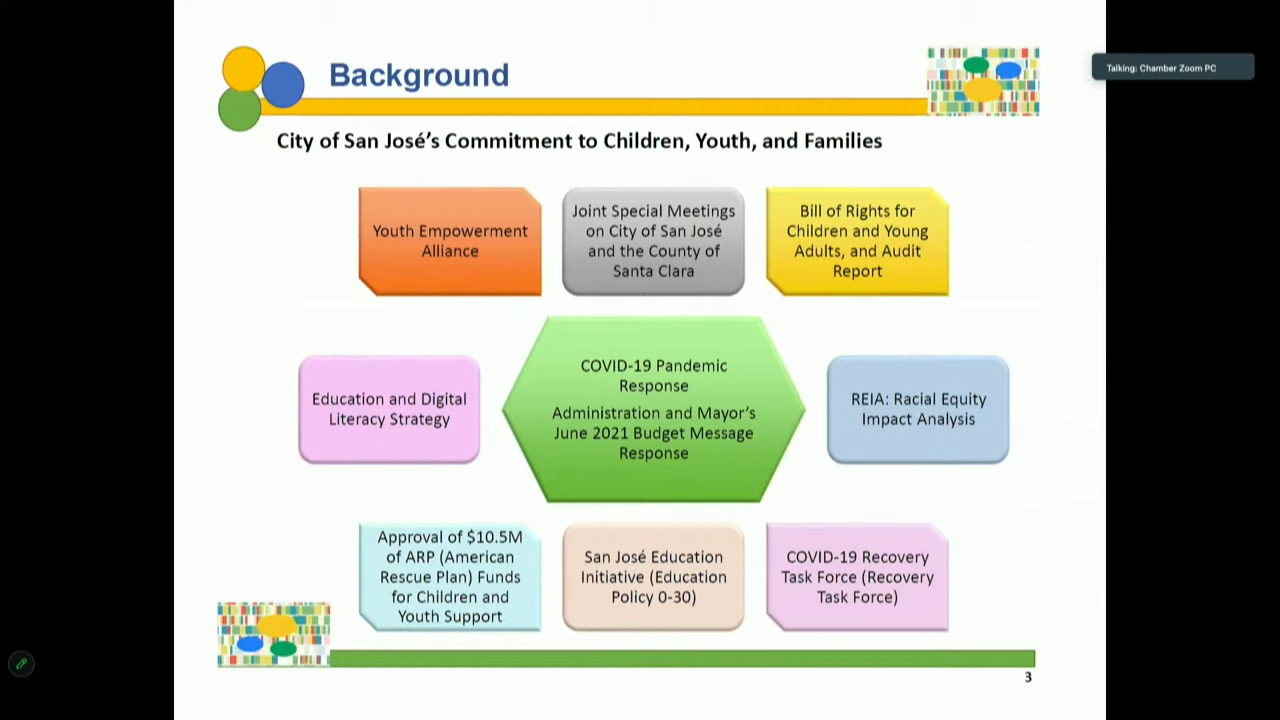 Background
Talking: Chamber Zoom PC
City of San José's Commitment to Children, Youth, and Families
Youth Empowerment
Alliance
Joint Special Meetings
on City of San José
and the County of
Santa Clara
Bill of Rights for
Children and Young
Adults, and Audit
Report
Education and Digital
Literacy Strategy
COVID-19 Pandemic
Response
Administration and Mayor's
June 2021 Budget Message
Response
REIA: Racial Equity
Impact Analysis
Approval of $10.5M
of ARP (American
Rescue Plan) Funds
for Children and
Youth Support
San José Education
Initiative (Education
Policy 0-30)
COVID-19 Recovery
Task Force (Recovery
Task Force)
3